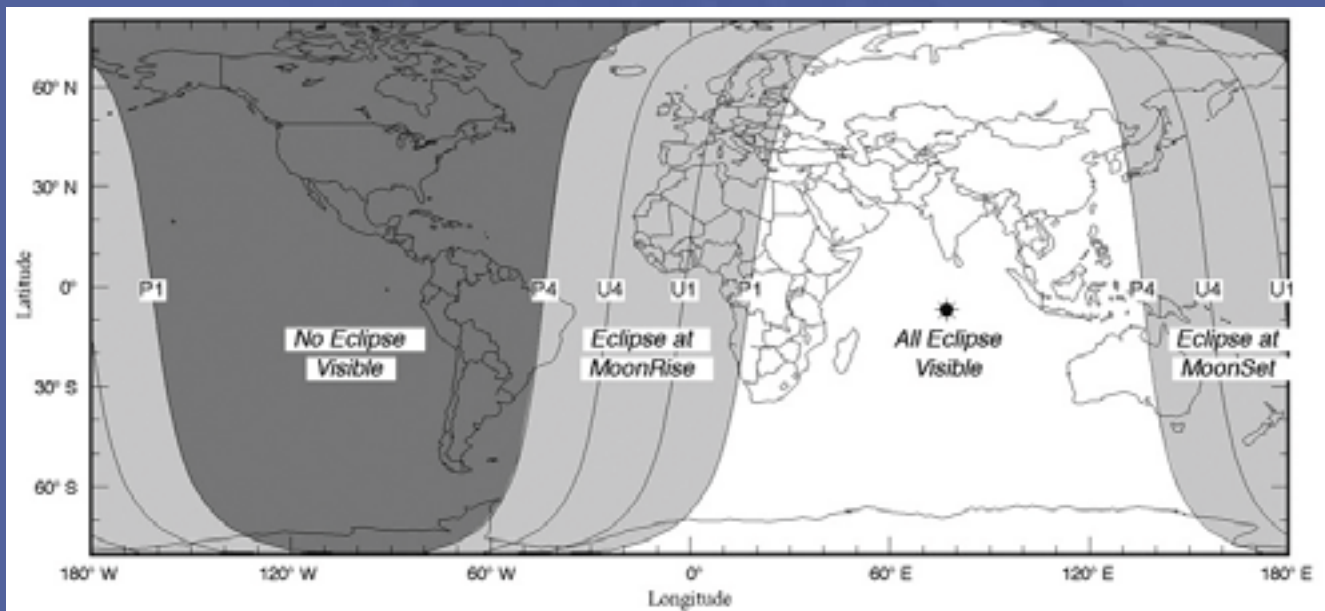 60° N
30° N
0°
30° S
60° S
Latitude
P1
P4
U4
U1
P1
P4
U4
U1
No Eclipse
Visible
Eclipse at
MoonRise
All Eclipse
Visible
Eclipse at
MoonSet
180° W
120° W
60° W
0°
60° E
120° E
180° E
Longitude